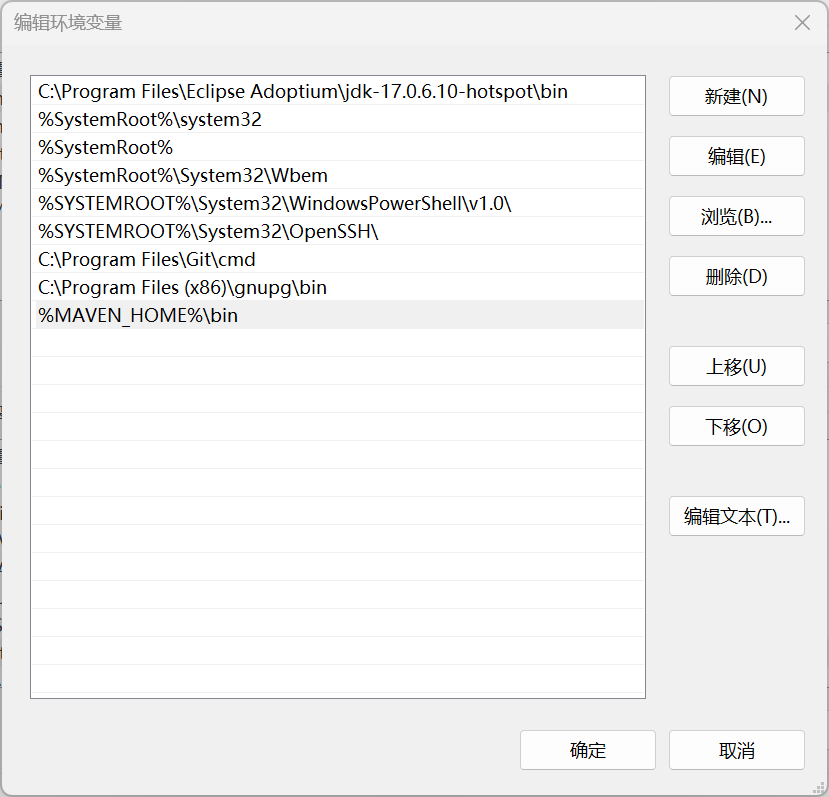 编辑环境变量
C:\Program Files\Eclipse Adoptium\jdk-17.0.6.10-hotspot\bin
%SystemRoot%\system32
%SystemRoot%
%SystemRoot%\System32\Wbem
%SYSTEMROOT%\System32\WindowsPowerShell\v1.0\
%SYSTEMROOT%\System32\OpenSSH\
C:\Program Files\Git\cmd
C:\Program Files (x86)\gnupg\bin
%MAVEN_HOME%\bin
新建(N)
编辑(E)
浏览(B)...
删除(D)
上移(U)
下移(O)
编辑文本(T)...
确定
取消